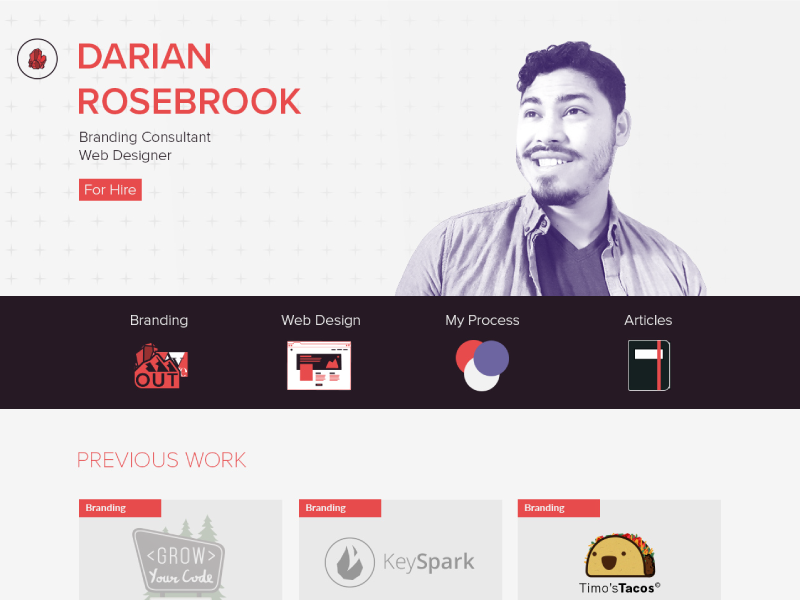 DARIAN
ROSEBROOK
Branding Consultant
Web Designer
For Hire
Branding
Web Design
My Process
Articles
OUT
PREVIOUS WORK
Branding
Branding
Branding
<GROW>
Your Code
KeySpark
Timo'sTacos©